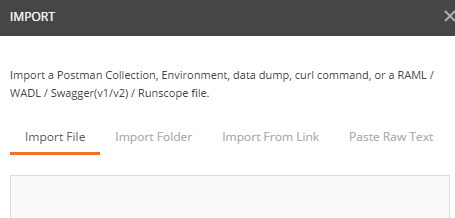 IMPORT
Import a Postman Collection, Environment, data dump, curl command, or a RAML /
WADL / Swagger(v1/v2) / Runscope file.
Import File Import Folder Import From Link Paste Raw Text